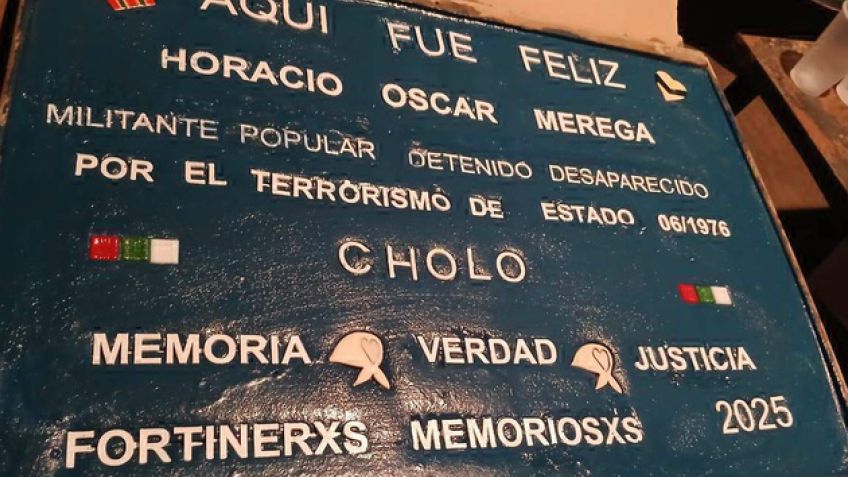 AQUI FUE FELIZ
HORACIO OSCAR MEREGA
MILITANTE POPULAR DETENIDO DESAPARECIDO
POR EL TERRORISMO DE ESTADO 06/1976
CHOLO
MEMORIA VERDAD JUSTICIA
FORTINERXS MEMORIOSXS 2025